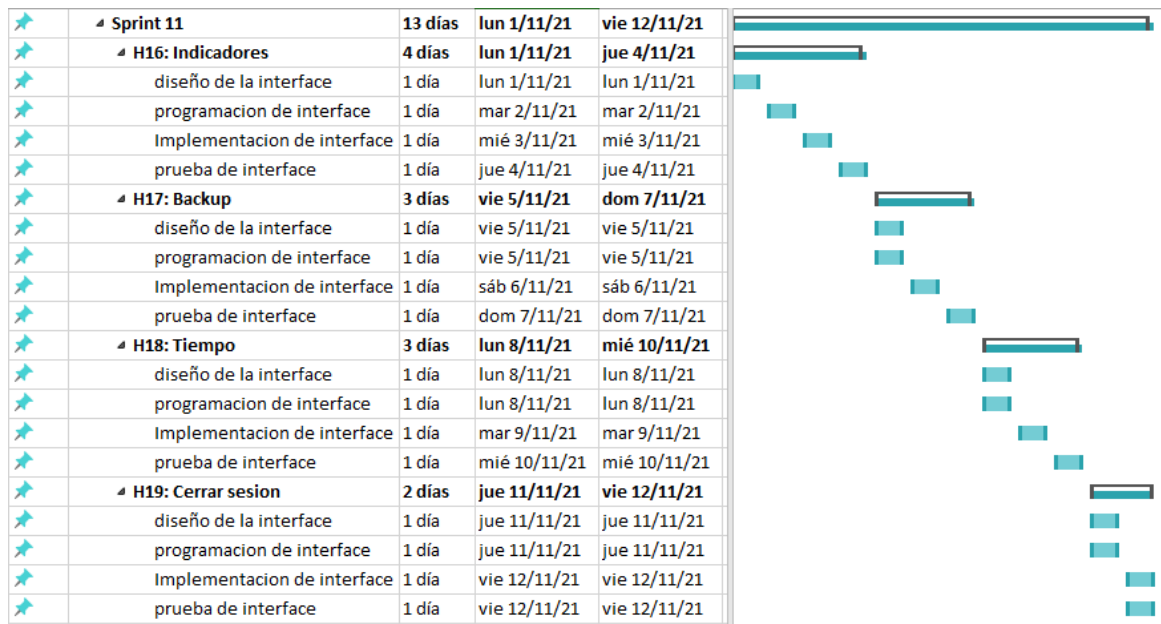 Sprint 11 13 días lun 1/11/21 vie 12/11/21
H16: Indicadores 4 días lun 1/11/21 jue 4/11/21
diseño de la interface 1 día lun 1/11/21 lun 1/11/21
programacion de interface 1 día mar 2/11/21 mar 2/11/21
Implementacion de interface 1 día mié 3/11/21 mié 3/11/21
prueba de interface 1 día jue 4/11/21 jue 4/11/21
H17: Backup 3 días vie 5/11/21 dom 7/11/21
diseño de la interface 1 día vie 5/11/21 vie 5/11/21
programacion de interface 1 día vie 5/11/21 vie 5/11/21
Implementacion de interface 1 día sáb 6/11/21 sáb 6/11/21
prueba de interface 1 día dom 7/11/21 dom 7/11/21
H18: Tiempo 3 días lun 8/11/21 mié 10/11/21
diseño de la interface 1 día lun 8/11/21 lun 8/11/21
programacion de interface 1 día lun 8/11/21 lun 8/11/21
Implementacion de interface 1 día mar 9/11/21 mar 9/11/21
prueba de interface 1 día mié 10/11/21 mié 10/11/21
H19: Cerrar sesion 2 días jue 11/11/21 vie 12/11/21
diseño de la interface 1 día jue 11/11/21 jue 11/11/21
programacion de interface 1 día jue 11/11/21 jue 11/11/21
Implementacion de interface 1 día vie 12/11/21 vie 12/11/21
prueba de interface 1 día vie 12/11/21 vie 12/11/21